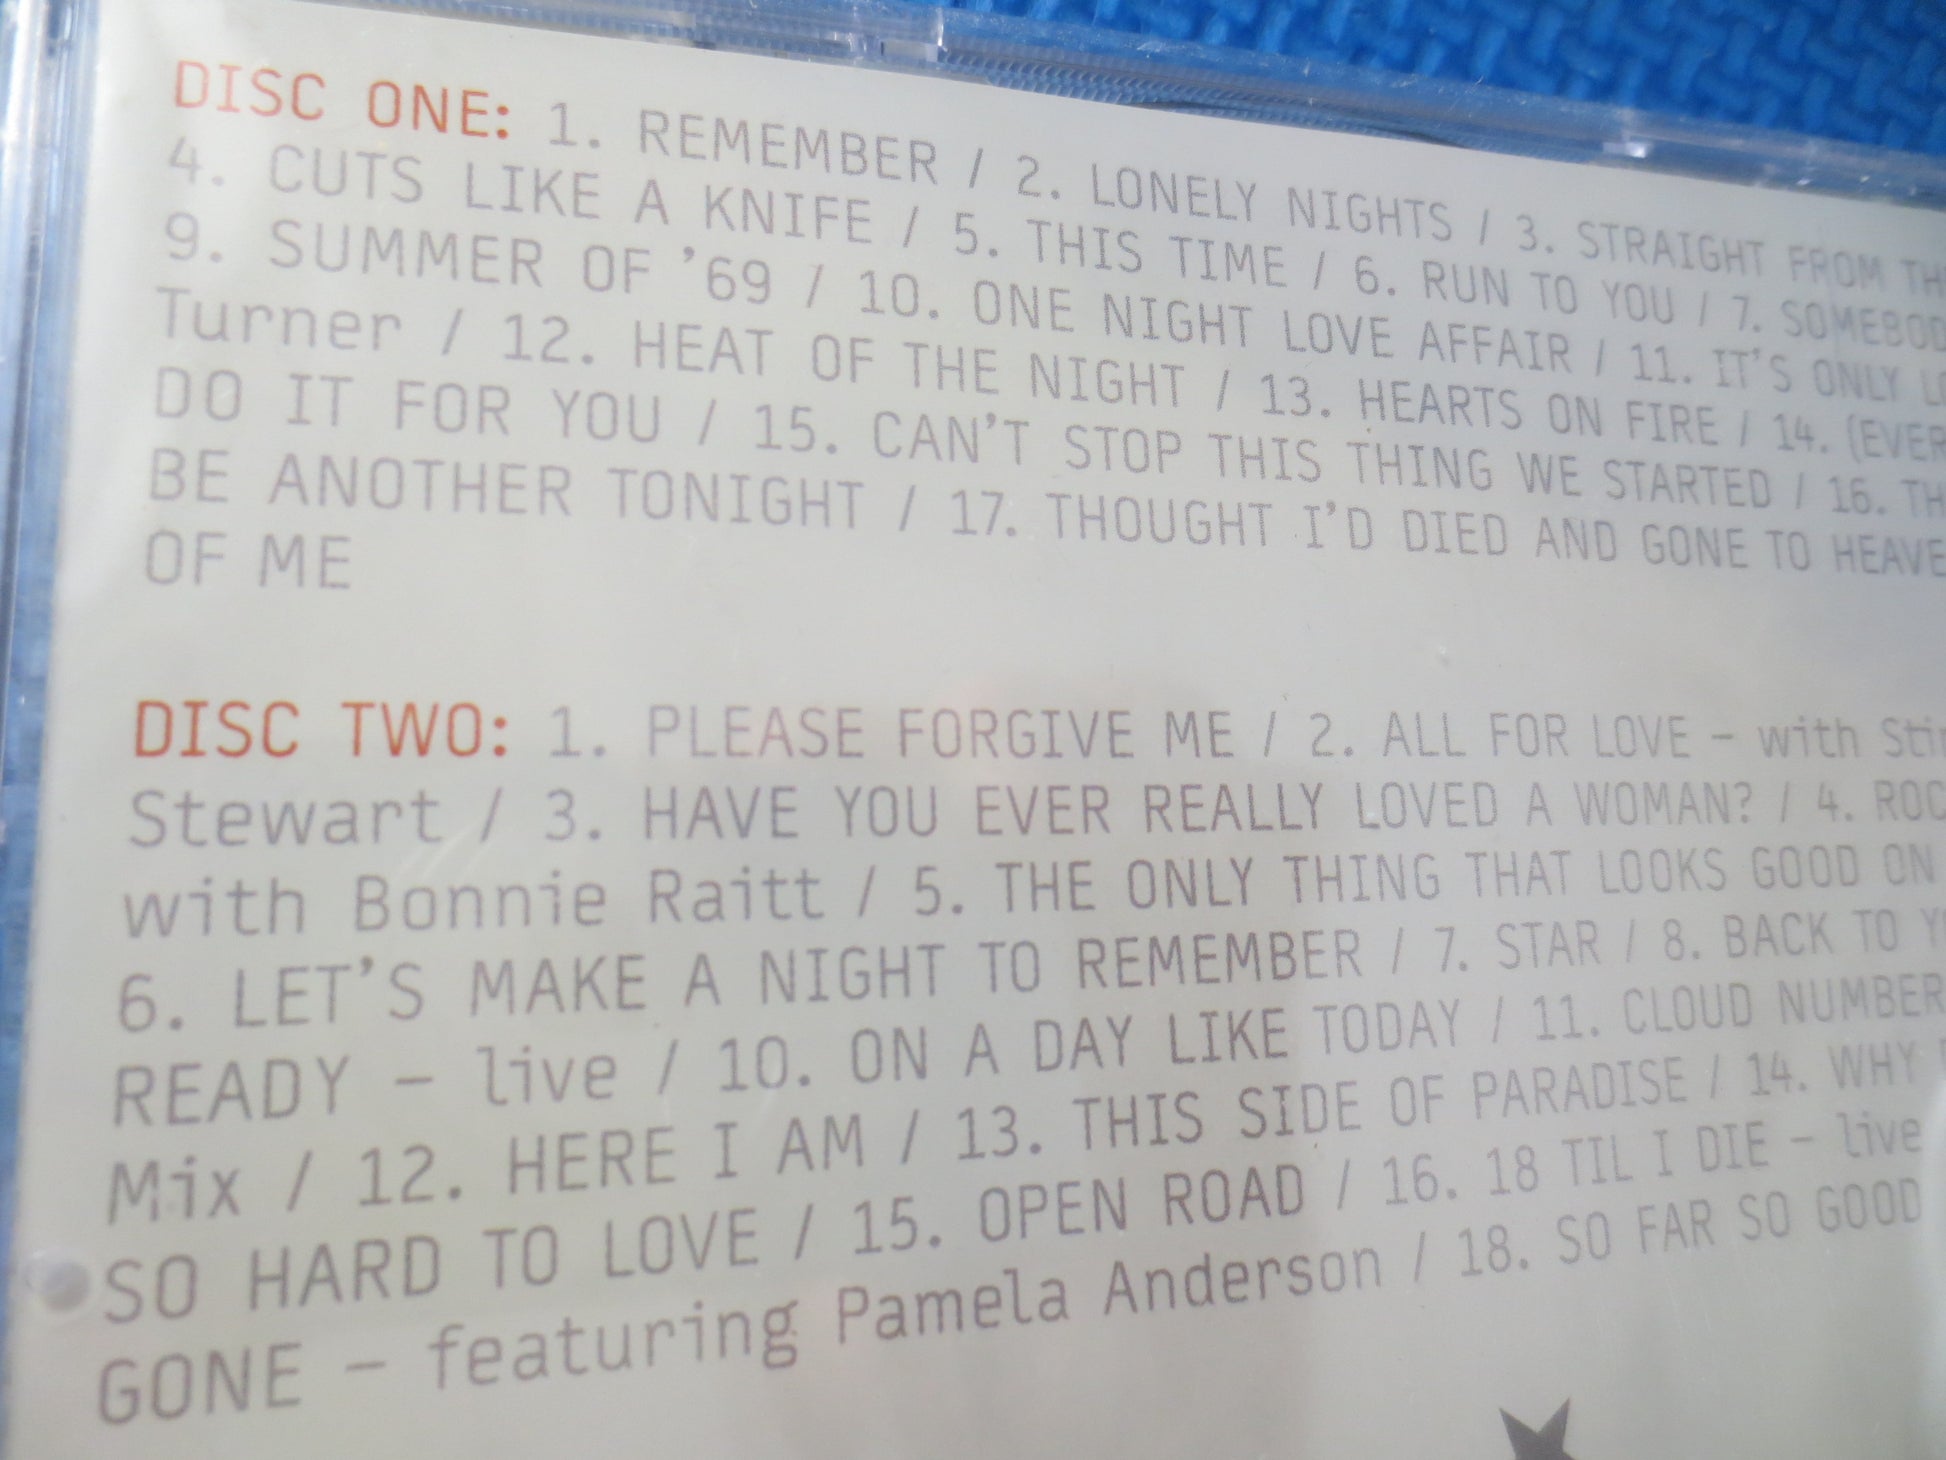 DISC ONE: 1. REMEMBER / 2. LONELY NIGHTS / 3. STRAIGHT FROM TH
4. CUTS LIKE A KNIFE / 5. THIS TIME / 6. RUN TO YOU / 7. SOMEBOD
9. SUMMER OF '69 / 10. ONE NIGHT LOVE AFFAIR / 11. IT'S ONLY LO
Turner / 12. HEAT OF THE NIGHT / 13. HEARTS ON FIRE / 14. (EVER
DO IT FOR YOU / 15. CAN'T STOP THIS THING WE STARTED / 16. TH
BE ANOTHER TONIGHT / 17. THOUGHT I'D DIED AND GONE TO HEAVE
OF ME
DISC TWO: 1. PLEASE FORGIVE ME / 2. ALL FOR LOVE – with Stin
Stewart / 3. HAVE YOU EVER REALLY LOVED A WOMAN? / 4. ROC
with Bonnie Raitt / 5. THE ONLY THING THAT LOOKS GOOD ON
6. LET'S MAKE A NIGHT TO REMEMBER / 7. STAR / 8. BACK TO Y
READY – live / 10. ON A DAY LIKE TODAY / 11. CLOUD NUMBER
Mix / 12. HERE I AM / 13. THIS SIDE OF PARADISE / 14. WHY
SO HARD TO LOVE / 15. OPEN ROAD / 16. 18 TIL I DIE – live
GONE – featuring Pamela Anderson / 18. SO FAR SO GOOD